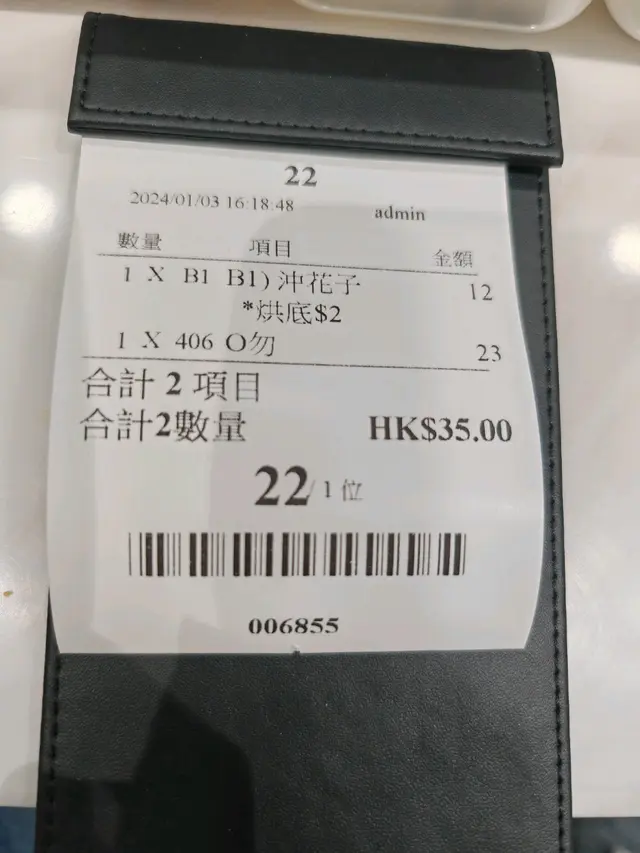 22
2024/01/03 16:18:48 admin
數量 項目 金額
1 X B1 B1) 沖花子 12
*烘底$2
1 X 406 O勿 23
合計 2 項目
合計2數量 HK$35.00
22/ 1 位
006855